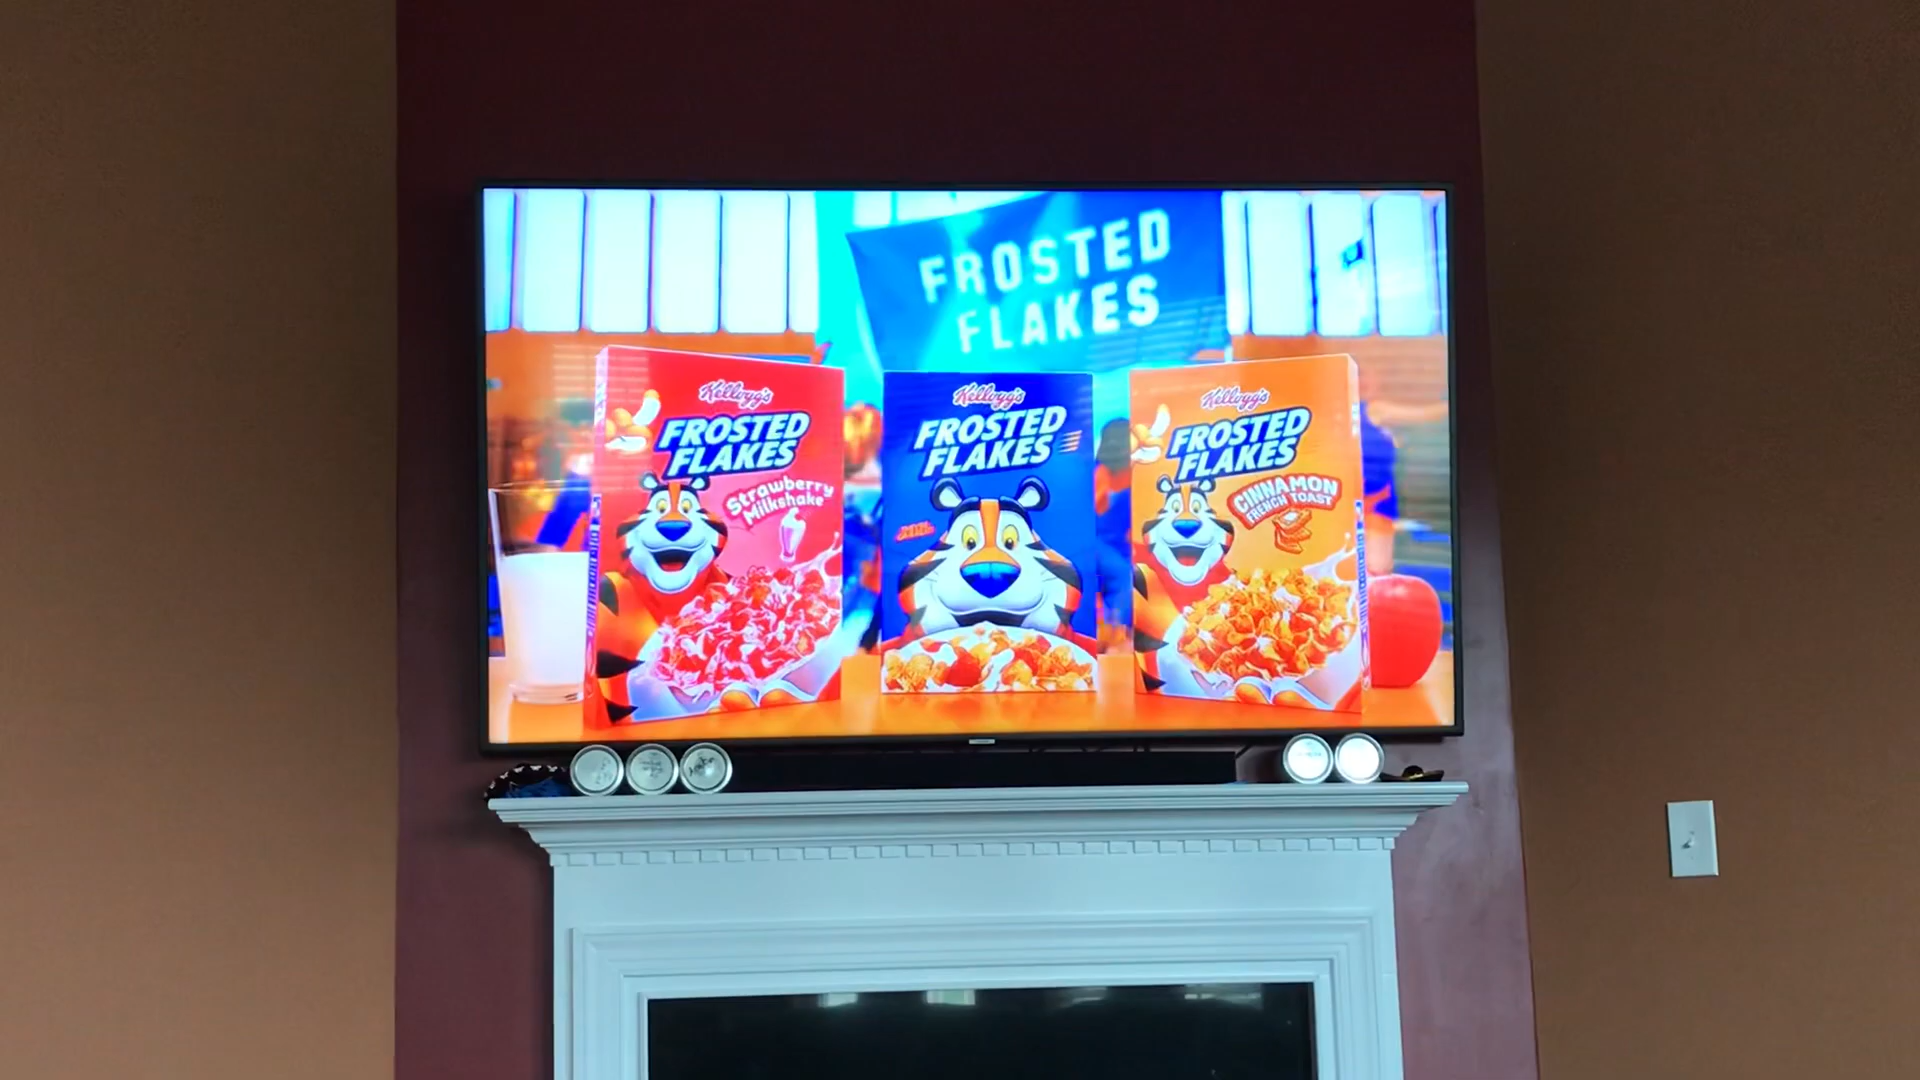 FROSTED
FLAKES
Kellogg's
FROSTED
FLAKES
Strawberry
Milkshake
Kellogg's
FROSTED
FLAKES
Kellogg's
FROSTED
FLAKES
CINNAMON
FRENCH TOAST